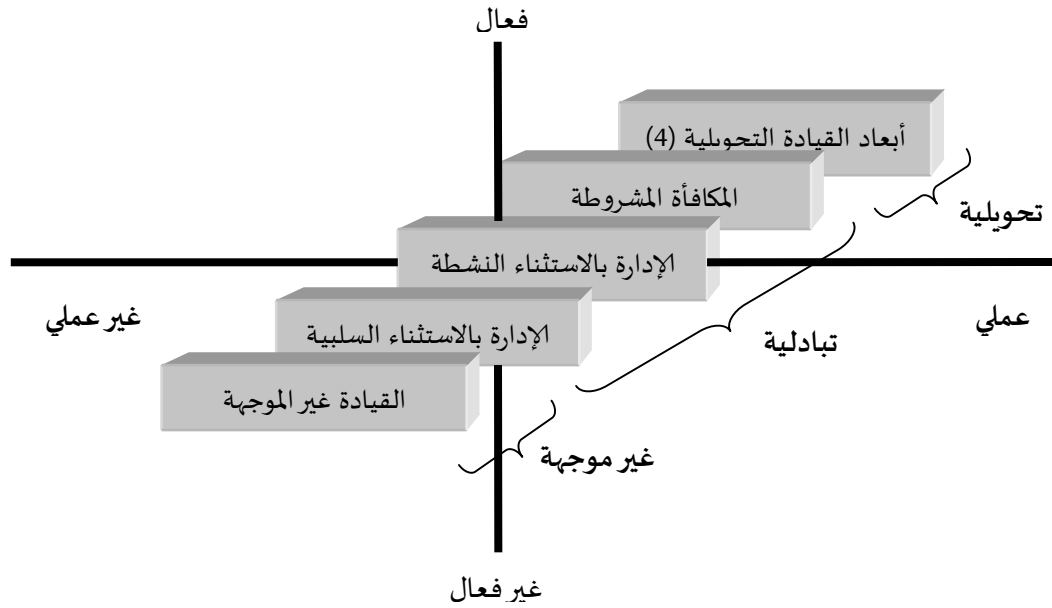 فعال
أبعاد القيادة التحويلية (4)
المكافأة المشروطة
تحويلية
الإدارة بالاستثناء النشطة
عملي
غير عملي
الإدارة بالاستثناء السلبية
تبادلية
القيادة غير الموجهة
غير موجهة
غير فعال